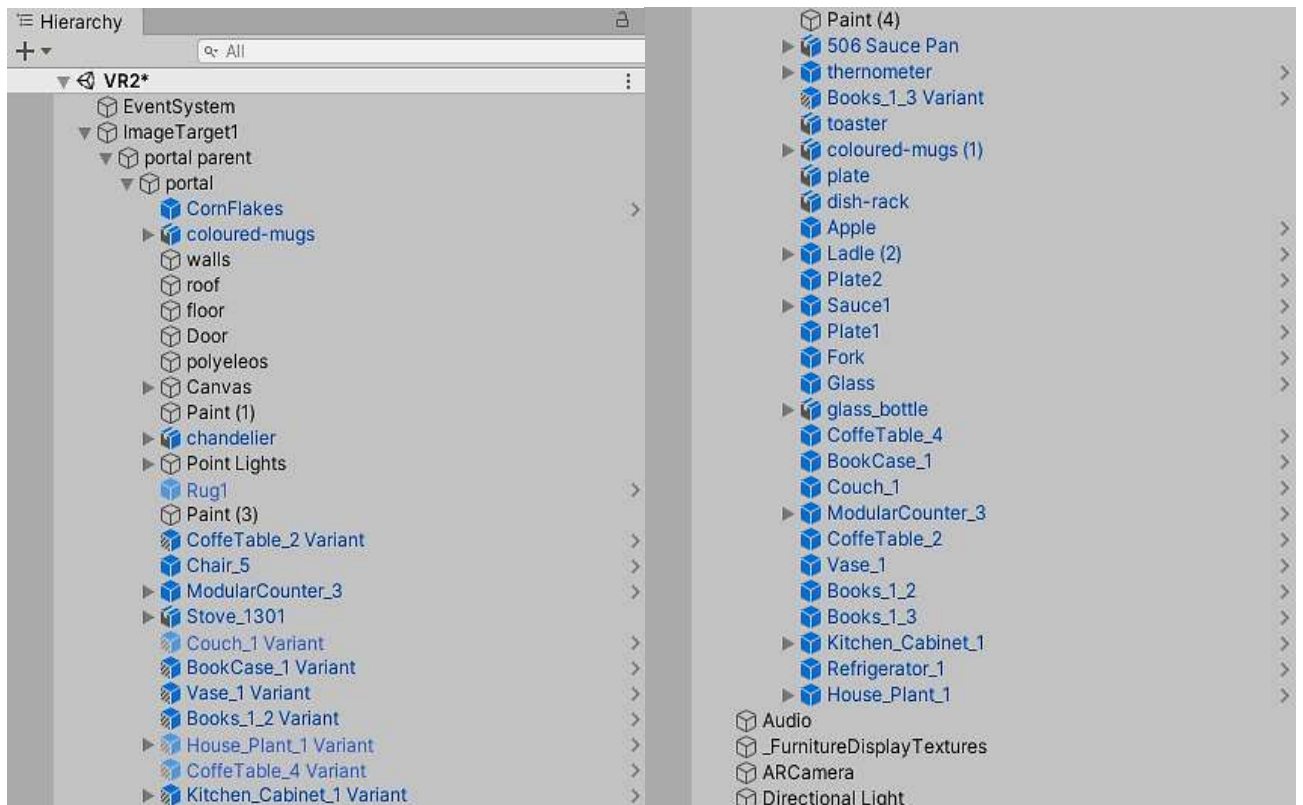 Hierarchy
All
VR2*
EventSystem
ImageTarget1
portal parent
portal
CornFlakes
coloured-mugs
walls
roof
floor
Door
polyeleos
Canvas
Paint (1)
chandelier
Point Lights
Rug1
Paint (3)
CoffeTable_2 Variant
Chair_5
ModularCounter_3
Stove_1301
Couch_1 Variant
BookCase_1 Variant
Vase_1 Variant
Books_1_2 Variant
House_Plant_1 Variant
CoffeTable_4 Variant
Kitchen_Cabinet_1 Variant
Paint (4)
506 Sauce Pan
thernometer
Books_1_3 Variant
toaster
coloured-mugs (1)
plate
dish-rack
Apple
Ladle (2)
Plate2
Sauce1
Plate1
Fork
Glass
glass_bottle
CoffeTable_4
BookCase_1
Couch_1
ModularCounter_3
CoffeTable_2
Vase_1
Books_1_2
Books_1_3
Kitchen_Cabinet_1
Refrigerator_1
House_Plant_1
Audio
_FurnitureDisplayTextures
ARCamera
Directional Light